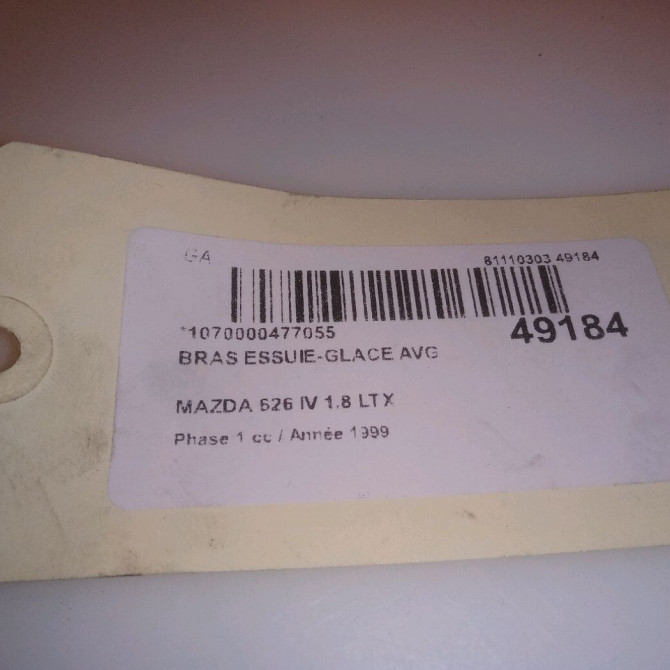 GA 81110303 49184
*1070000477055 49184
BRAS ESSUIE-GLACE AVG
MAZDA 626 IV 1.8 LTX
Phase 1 cc / Année 1999